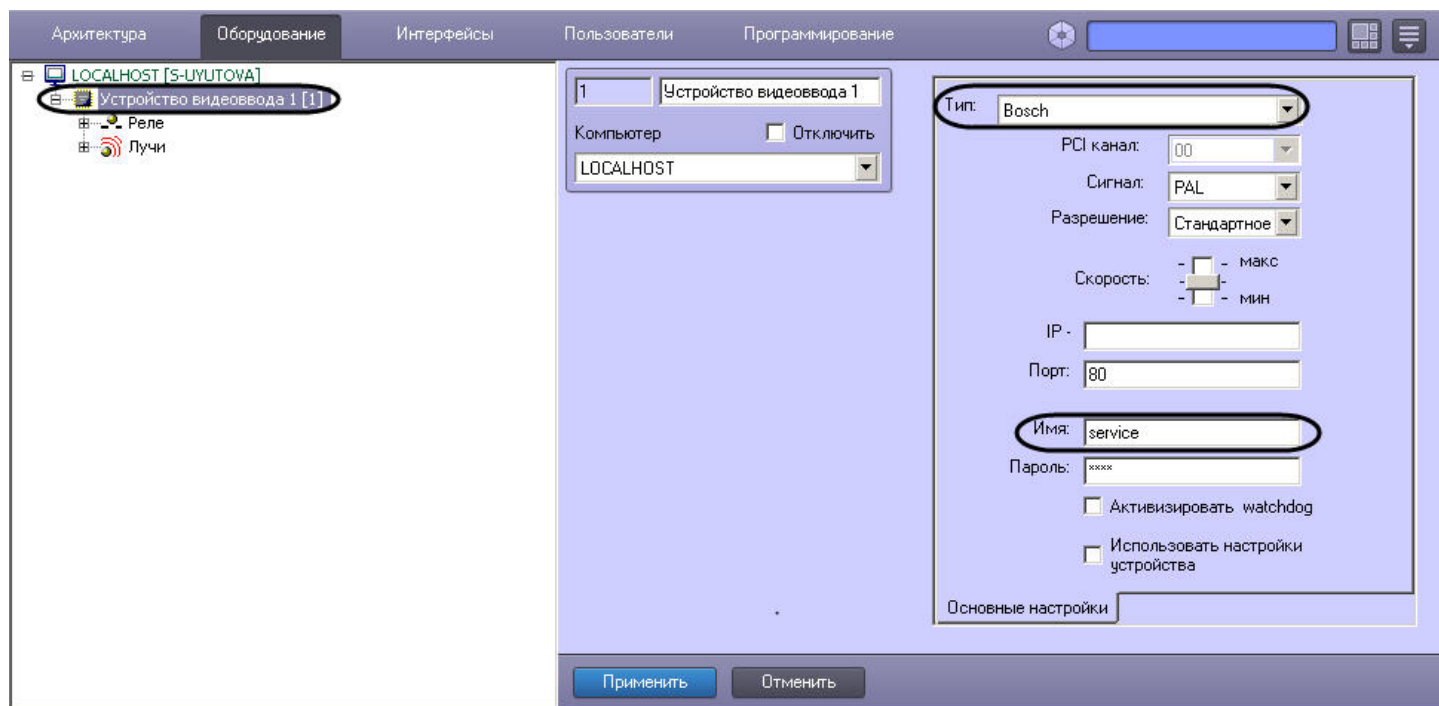 Архитектура Оборудование Интерфейсы Пользователи Программирование
LOCALHOST [S-UYUTOVA]
Устройство видеоввода 1 [1]
Реле
Лучи
1 Устройство видеоввода 1
Компьютер Отключить
LOCALHOST
Тип: Bosch
PCI канал: 00
Сигнал: PAL
Разрешение: Стандартное
- - макс
Скорость: - -
- - мин
IP -
Порт: 80
Имя: service
Пароль: ××××
Активизировать watchdog
Использовать настройки
устройства
Основные настройки
Применить Отменить